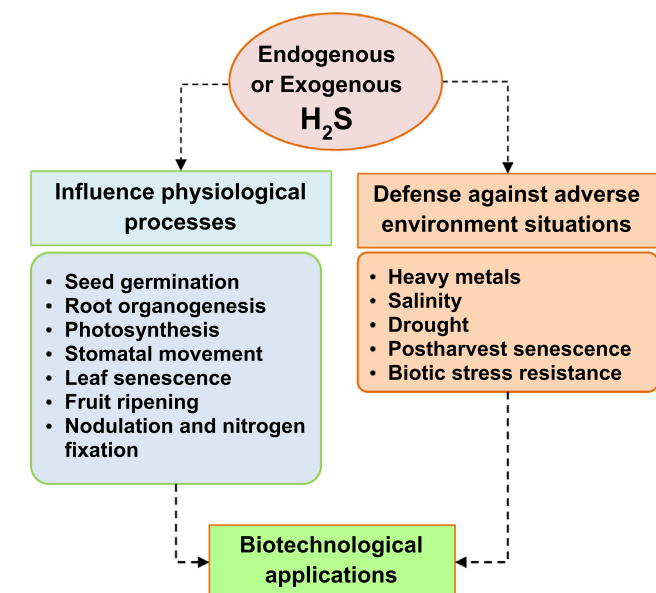 Endogenous
or Exogenous
H₂S
Influence physiological
processes
• Seed germination
• Root organogenesis
• Photosynthesis
• Stomatal movement
• Leaf senescence
• Fruit ripening
• Nodulation and nitrogen
fixation
Defense against adverse
environment situations
• Heavy metals
• Salinity
• Drought
• Postharvest senescence
• Biotic stress resistance
Biotechnological
applications